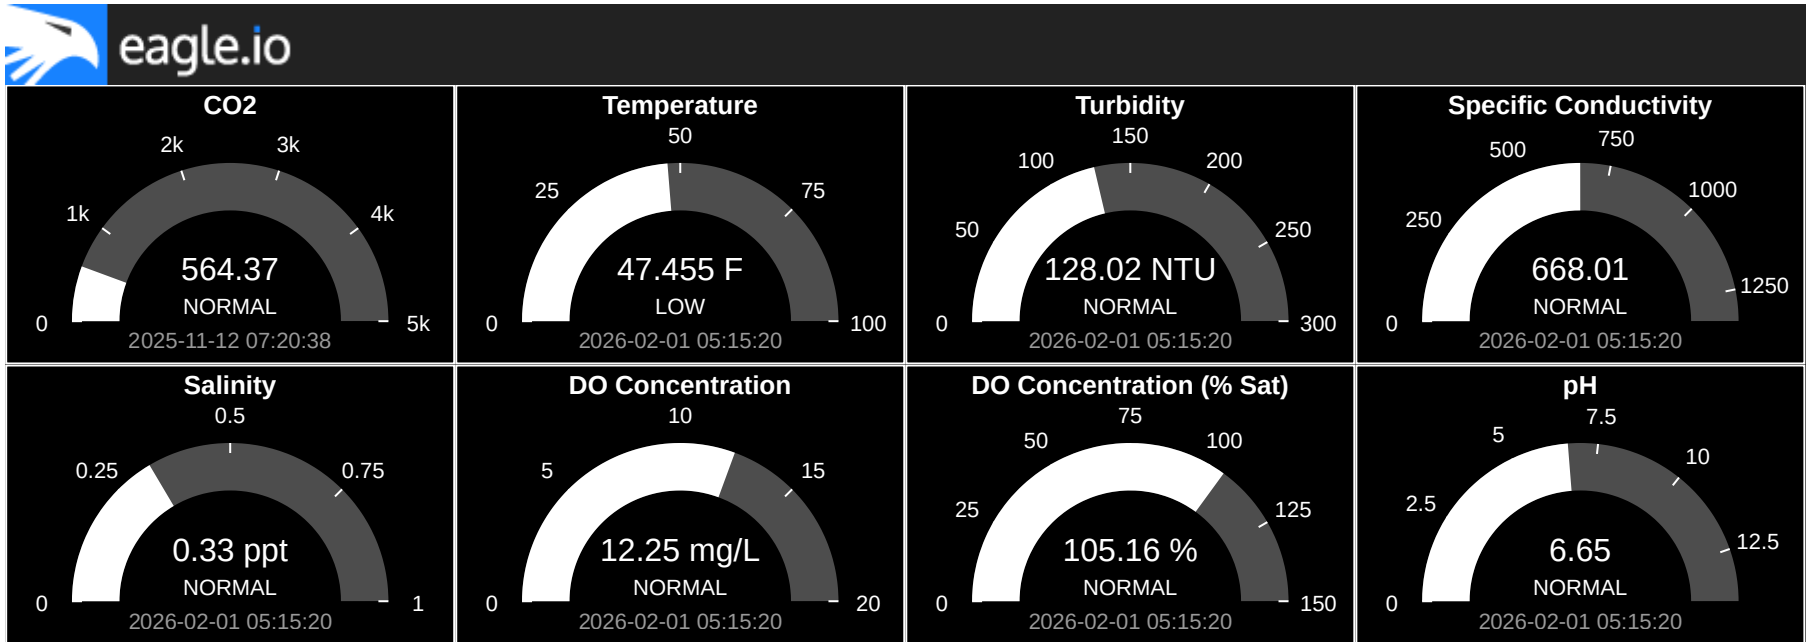 eagle.io
CO2
0
1k
2k
3k
4k
5k
564.37
NORMAL
2025-11-12 07:20:38
Temperature
0
25
50
75
100
47.455 F
LOW
2026-02-01 05:15:20
Turbidity
0
50
100
150
200
250
300
128.02 NTU
NORMAL
2026-02-01 05:15:20
Specific Conductivity
0
250
500
750
1000
1250
668.01
NORMAL
2026-02-01 05:15:20
Salinity
0
0.25
0.5
0.75
1
0.33 ppt
NORMAL
2026-02-01 05:15:20
DO Concentration
0
5
10
15
20
12.25 mg/L
NORMAL
2026-02-01 05:15:20
DO Concentration (% Sat)
0
25
50
75
100
125
150
105.16 %
NORMAL
2026-02-01 05:15:20
pH
0
2.5
5
7.5
10
12.5
6.65
NORMAL
2026-02-01 05:15:20